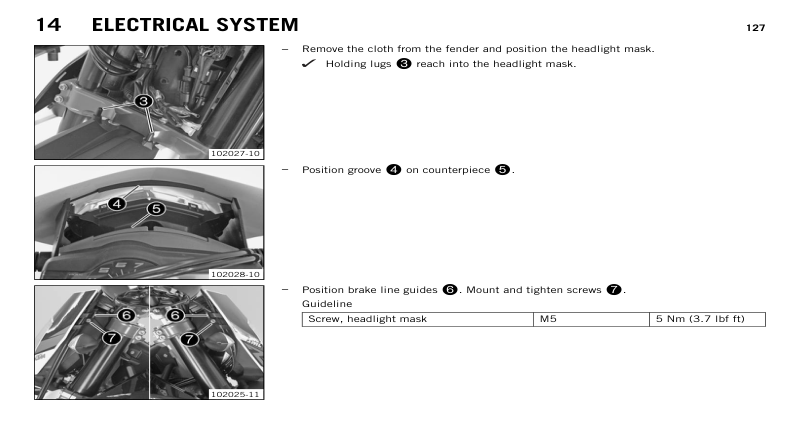 14 ELECTRICAL SYSTEM 127
– Remove the cloth from the fender and position the headlight mask.
✓ Holding lugs 3 reach into the headlight mask.
3
102027-10
– Position groove 4 on counterpiece 5.
4
5
102028-10
– Position brake line guides 6. Mount and tighten screws 7.
Guideline
Screw, headlight mask M5 5 Nm (3.7 lbf ft)
6 6
7 7
102025-11